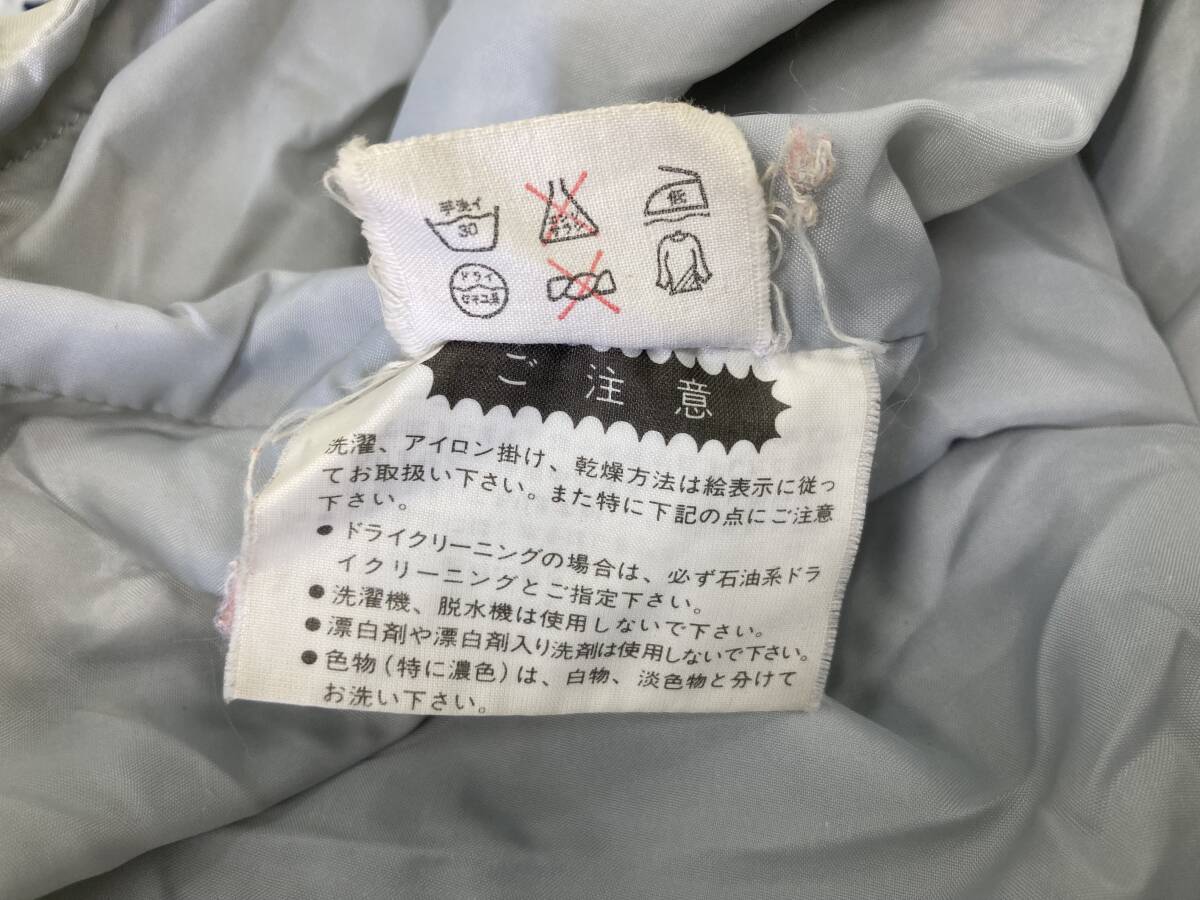 手洗イ
30
エンソ
サラシ
低
ドライ
セキユ系
ご注意
洗濯、アイロン掛け、乾燥方法は絵表示に従っ
てお取扱い下さい。また特に下記の点にご注意
下さい。
●ドライクリーニングの場合は、必ず石油系ドラ
イクリーニングとご指定下さい。
●洗濯機、脱水機は使用しないで下さい。
●漂白剤や漂白剤入り洗剤は使用しないで下さい。
●色物(特に濃色)は、白物、淡色物と分けて
お洗い下さい。